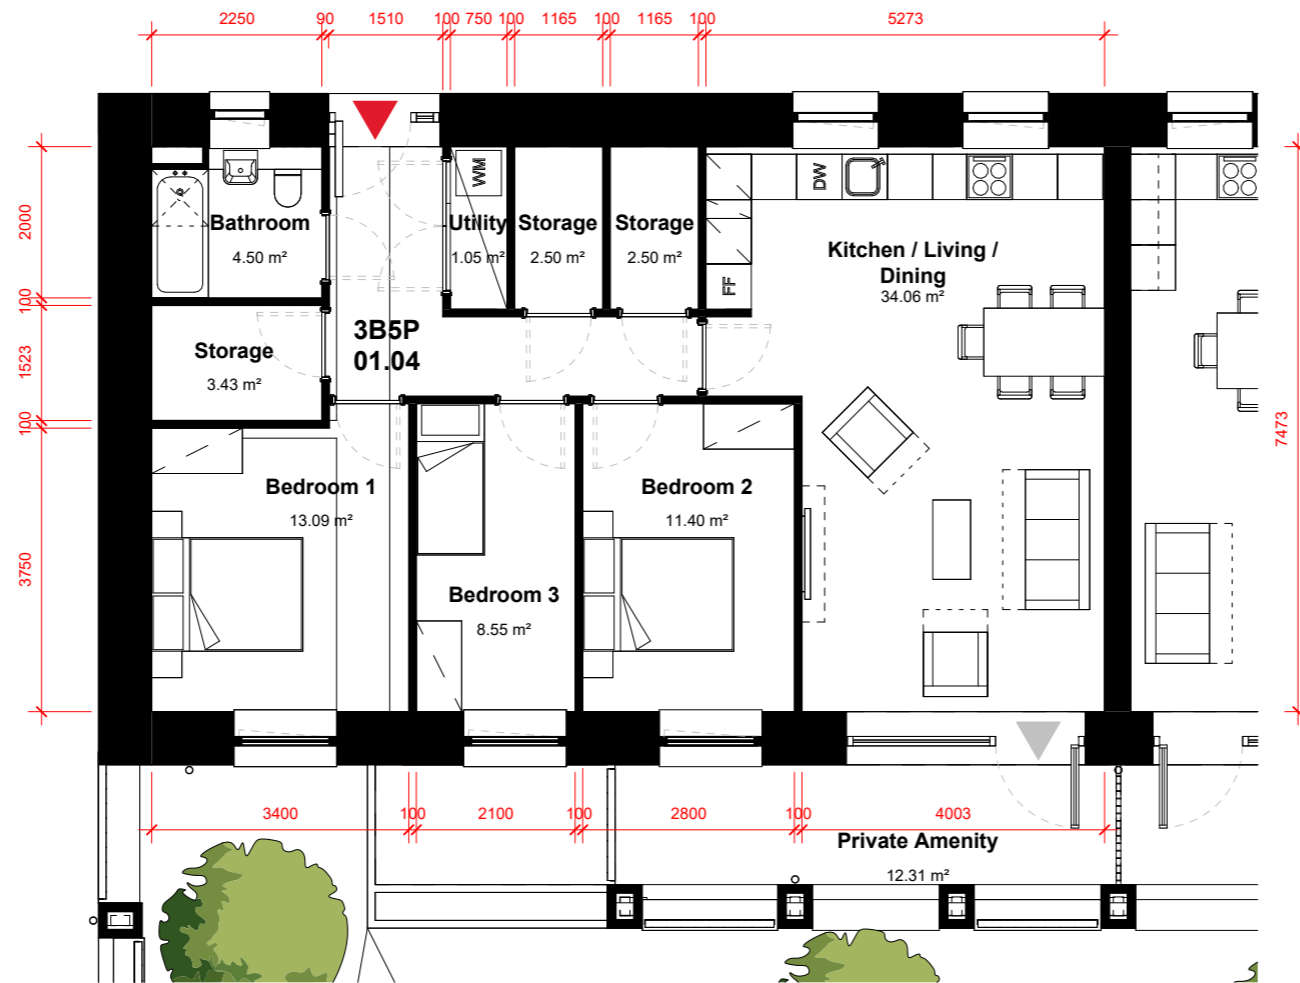 2250 90 1510 100 750 100 1165 100 1165 100 5273
WM
DW
Bathroom
4.50 m²
Utility
1.05 m²
Storage
2.50 m²
Storage
2.50 m²
Kitchen / Living /
Dining
34.06 m²
FF
2000
100
1523
100
3750
7473
3B5P
01.04
Storage
3.43 m²
Bedroom 1
13.09 m²
Bedroom 2
11.40 m²
Bedroom 3
8.55 m²
3400 100 2100 100 2800 100 4003
Private Amenity
12.31 m²